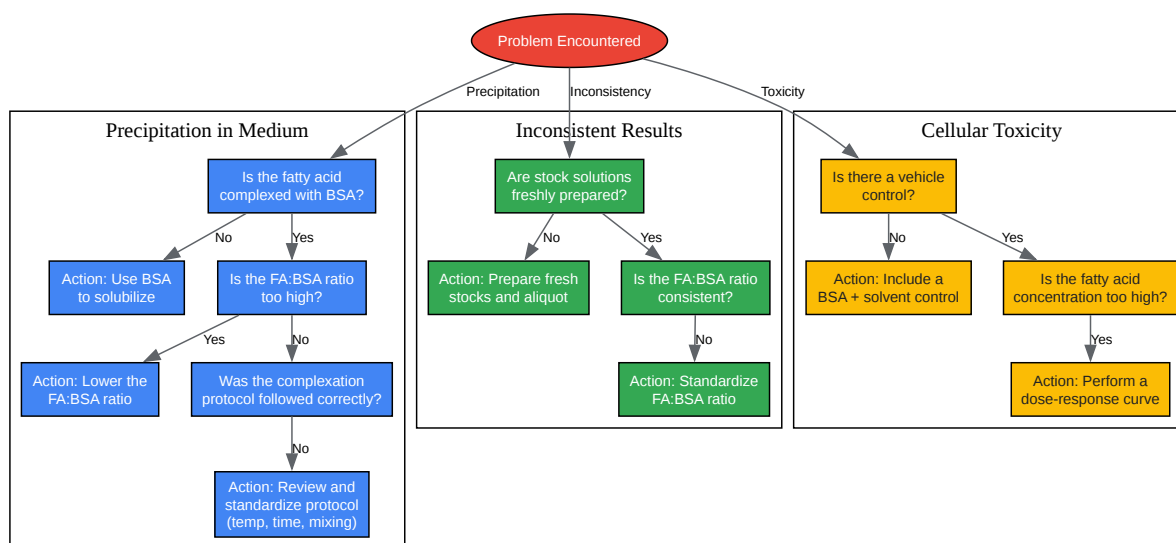 Problem Encountered
Precipitation
Inconsistency
Toxicity
Precipitation in Medium
Is the fatty acid
complexed with BSA?
No
Yes
Action: Use BSA
to solubilize
Is the FA:BSA ratio
too high?
Yes
No
Action: Lower the
FA:BSA ratio
Was the complexation
protocol followed correctly?
No
Action: Review and
standardize protocol
(temp, time, mixing)
Inconsistent Results
Are stock solutions
freshly prepared?
No
Yes
Action: Prepare fresh
stocks and aliquot
Is the FA:BSA ratio
consistent?
No
Action: Standardize
FA:BSA ratio
Cellular Toxicity
Is there a vehicle
control?
No
Yes
Action: Include a
BSA + solvent control
Is the fatty acid
concentration too high?
Yes
Action: Perform a
dose-response curve